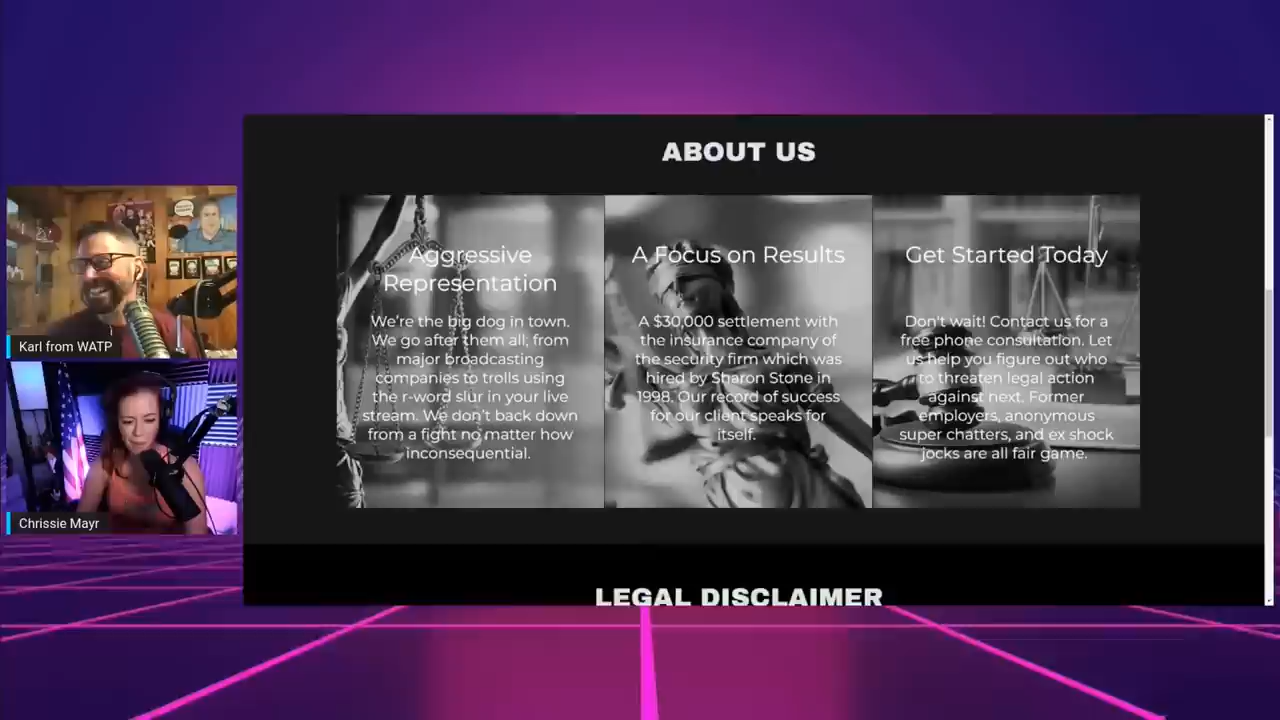 ABOUT US
Aggressive
Representation
We're the big dog in town.
We go after them all; from
major broadcasting
companies to trolls using
the r-word slur in your live
stream. We don't back down
from a fight no matter how
inconsequential.
A Focus on Results
A $30,000 settlement with
the insurance company of
the security firm which was
hired by Sharon Stone in
1998. Our record of success
for our client speaks for
itself.
Get Started Today
Don't wait! Contact us for a
free phone consultation. Let
us help you figure out who
to threaten legal action
against next. Former
employers, anonymous
super chatters, and ex shock
jocks are all fair game.
LEGAL DISCLAIMER
Karl from WATP
Chrissie Mayr